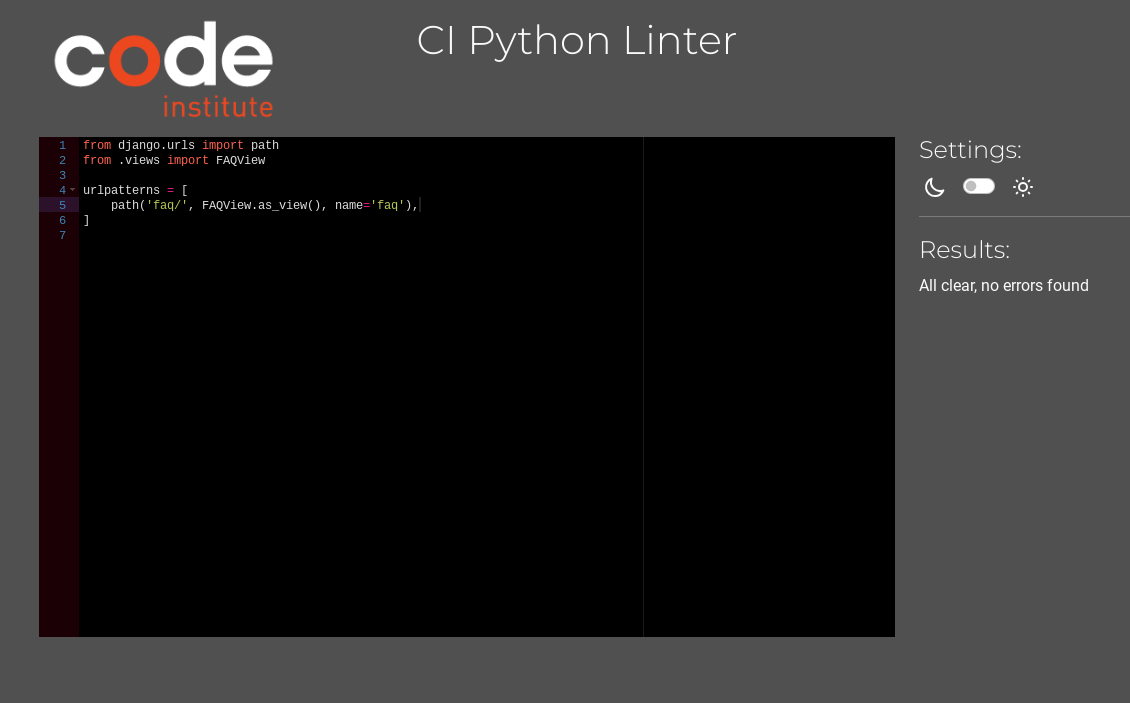 code
institute
CI Python Linter
1 from django.urls import path
2 from .views import FAQView
3
4 urlpatterns = [
5     path('faq/', FAQView.as_view(), name='faq'),
6 ]
7
Settings:
Results:
All clear, no errors found